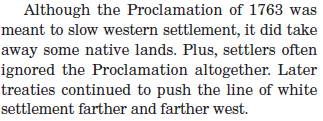 Although the Proclamation of 1763 was
meant to slow western settlement, it did take
away some native lands. Plus, settlers often
ignored the Proclamation altogether. Later
treaties continued to push the line of white
settlement farther and farther west.